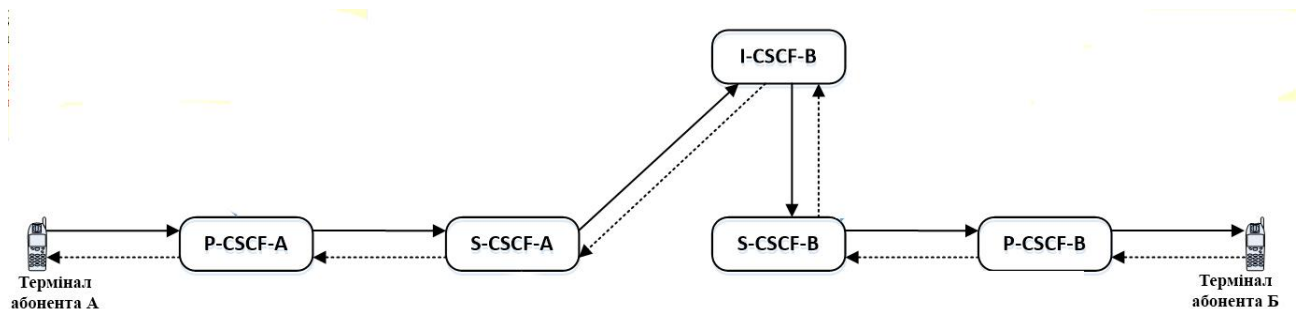 I-CSCF-B
P-CSCF-A
S-CSCF-A
S-CSCF-B
P-CSCF-B
Термінал
абонента А
Термінал
абонента Б